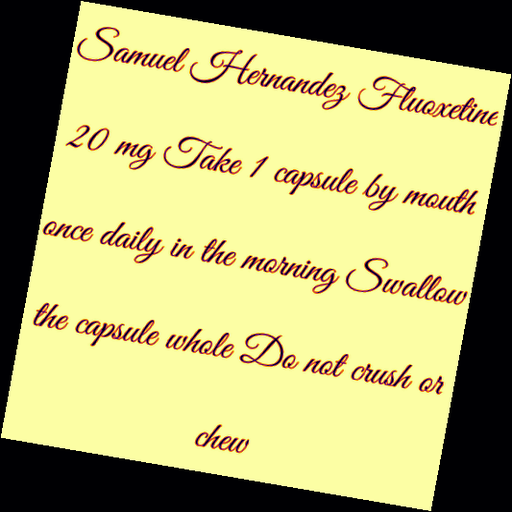 Samuel Hernandez Fluoxetine
20 mg Take 1 capsule by mouth
once daily in the morning Swallow
the capsule whole Do not crush or
chew